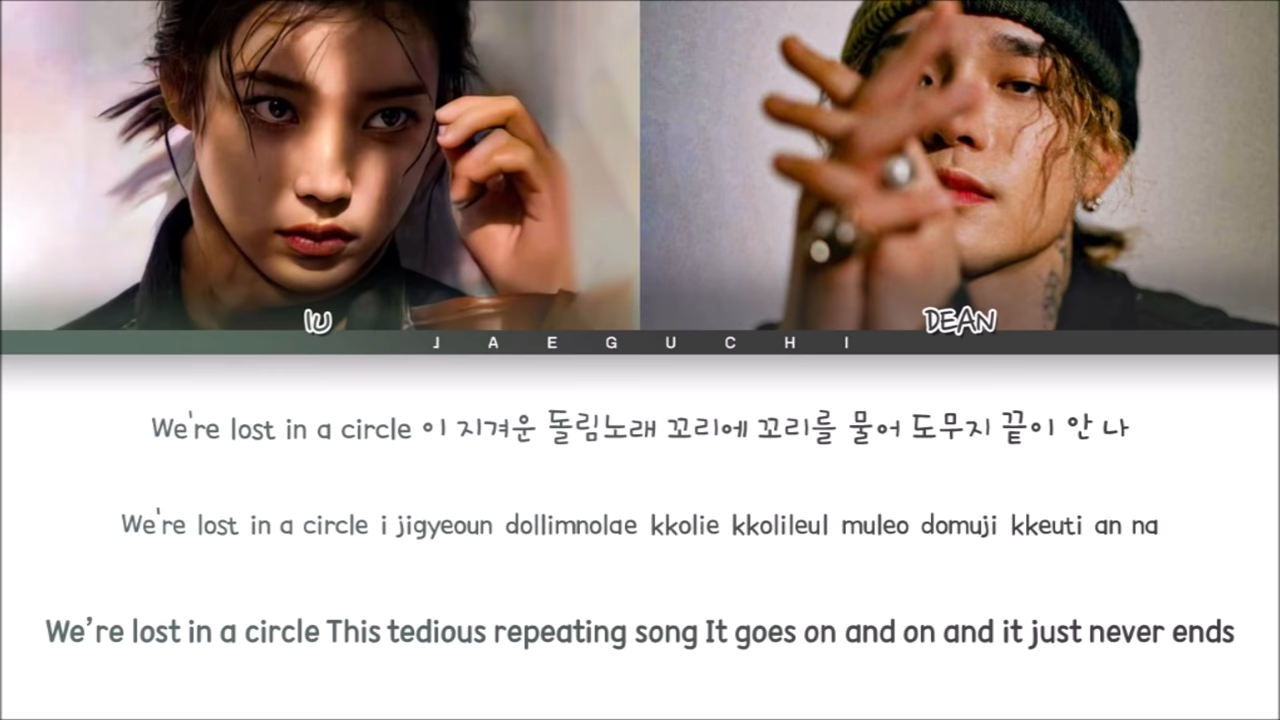 IU
DEAN
JAEGUCHI
We're lost in a circle 이 지겨운 돌림노래 꼬리에 꼬리를 물어 도무지 끝이 안 나
We're lost in a circle i jigyeoun dollimnolae kkolie kkolileul muleo domuji kkeuti an na
We're lost in a circle This tedious repeating song It goes on and on and it just never ends